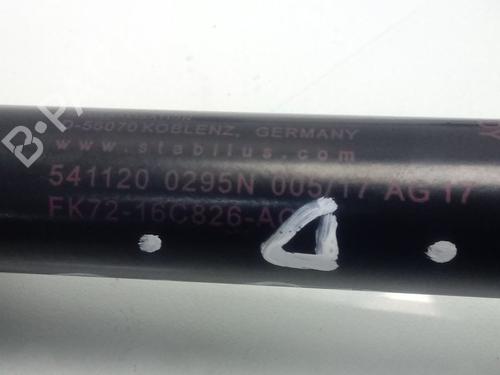 D-56070 KOBLENZ, GERMANY
www.stabilus.com
541120 0295N 005/17 AG 17
FK72-16C826-AC